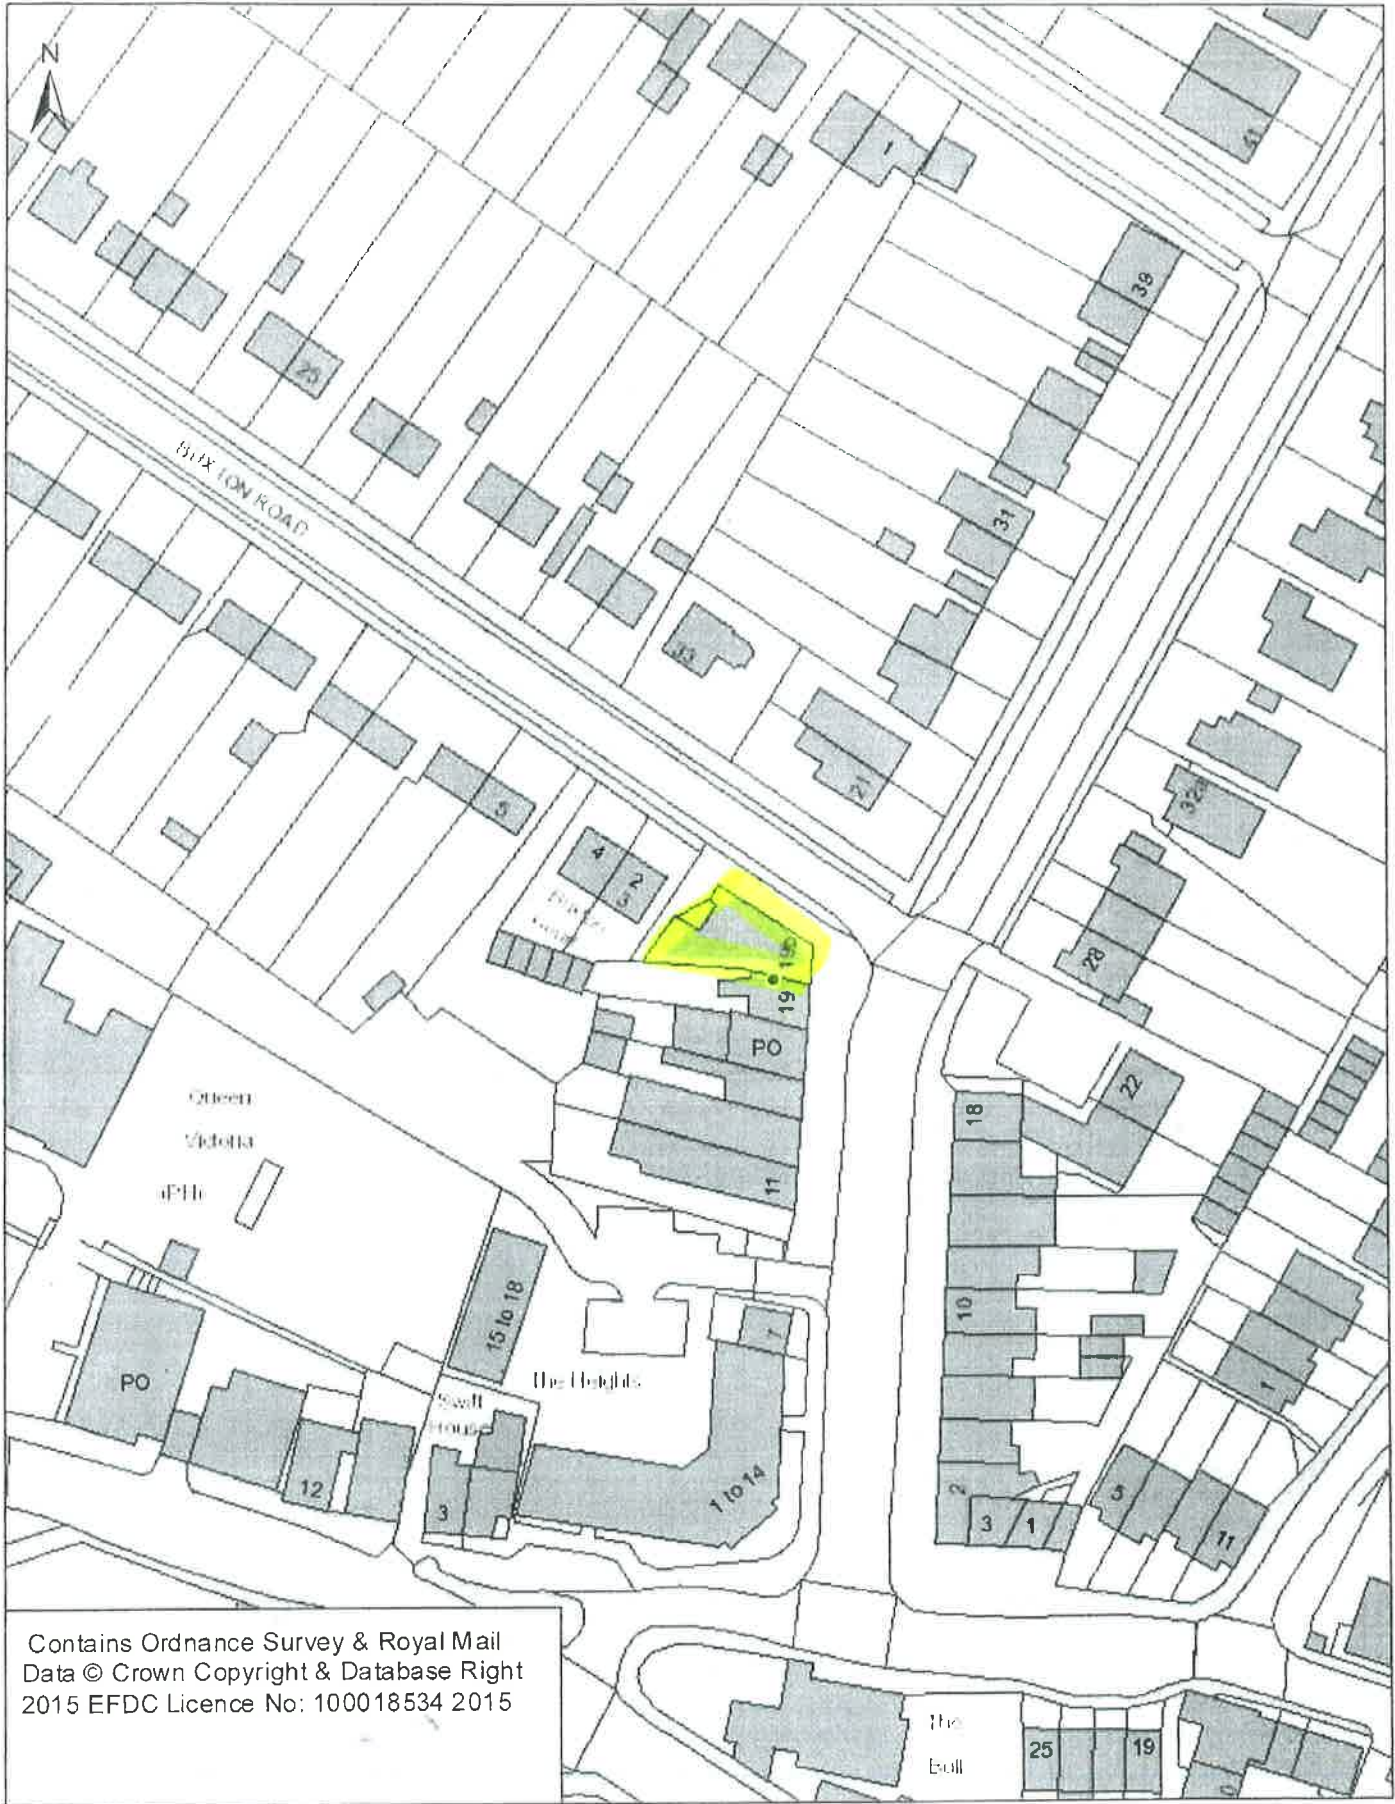 N
1
41
39
25
BUXTON ROAD
31
33
21
5
32a
4
2
28
19b
19
PO
22
18
Queen
Victoria
(PH)
11
15 to 18
10
7
The Heights
1
PO
Swift
House
12
3
1 to 14
2
3
1
5
11
Contains Ordnance Survey & Royal Mail
Data © Crown Copyright & Database Right
2015 EFDC Licence No: 100018534 2015
The
Bull
25
19